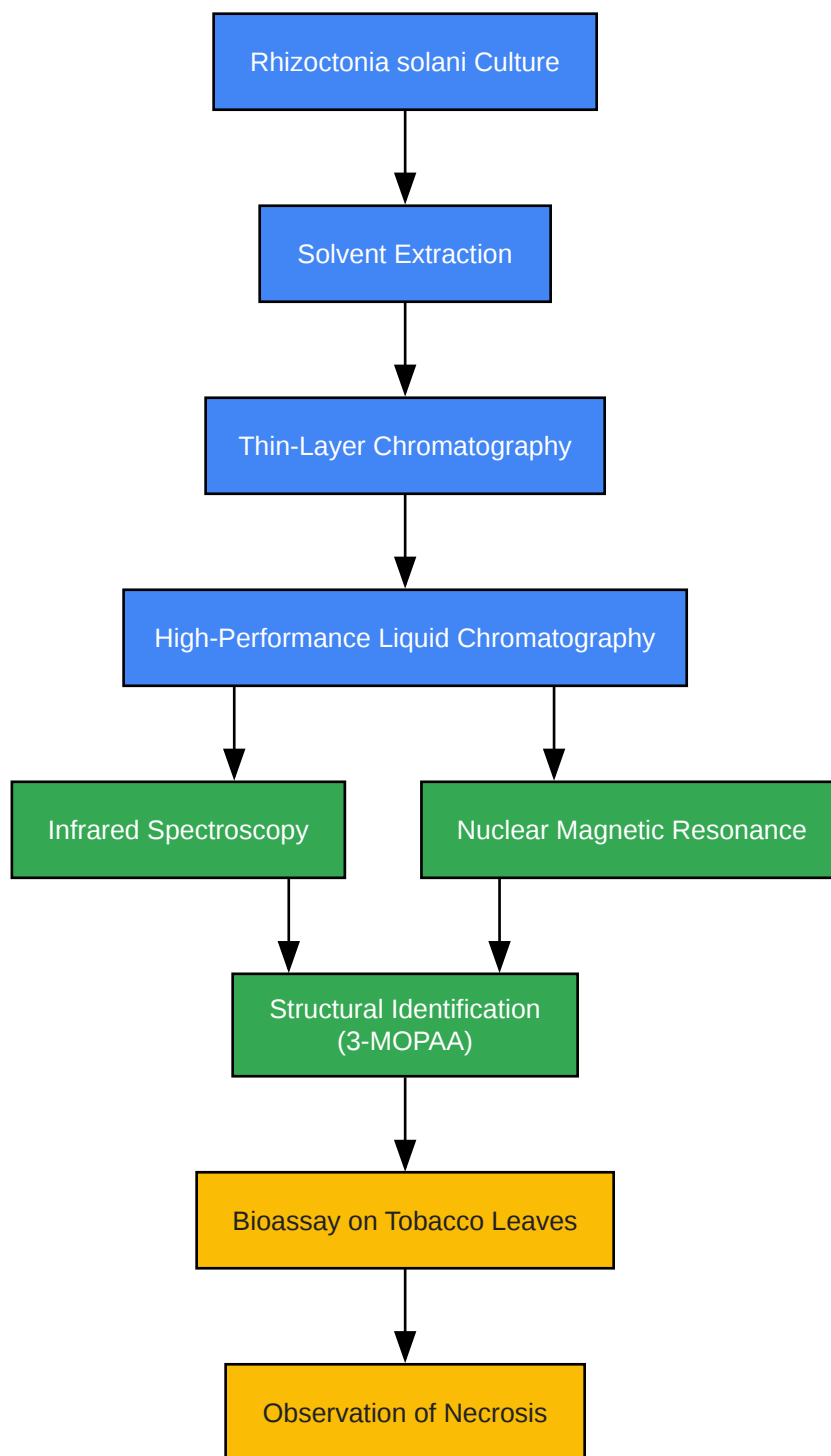 Rhizoctonia solani Culture
Solvent Extraction
Thin-Layer Chromatography
High-Performance Liquid Chromatography
Infrared Spectroscopy
Nuclear Magnetic Resonance
Structural Identification
(3-MOPAA)
Bioassay on Tobacco Leaves
Observation of Necrosis